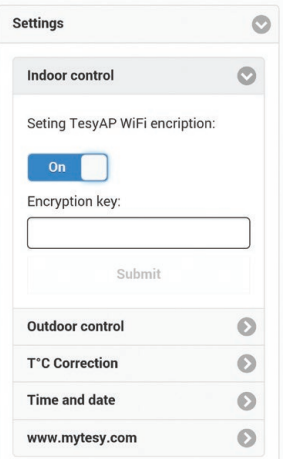 Settings
Indoor control
Seting TesyAP WiFi encription:
On
Encryption key:
Submit
Outdoor control
T°C Correction
Time and date
www.mytesy.com